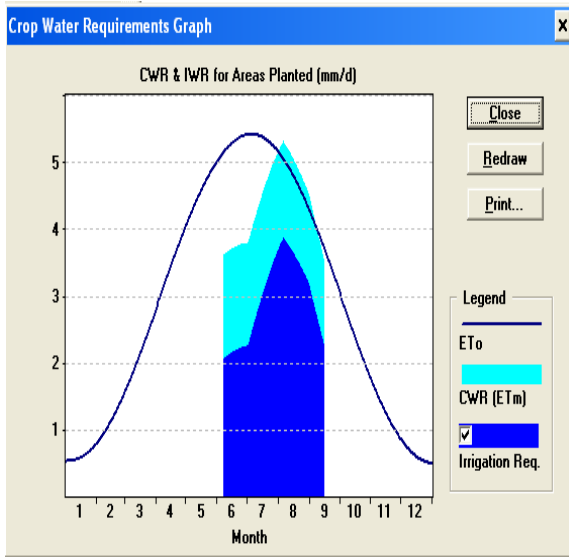 Crop Water Requirements Graph
x
CWR & IWR for Areas Planted (mm/d)
Close
Redraw
Print...
5
4
3
2
1
1 2 3 4 5 6 7 8 9 10 11 12
Month
Legend
ETo
CWR (ETm)
Irrigation Req.